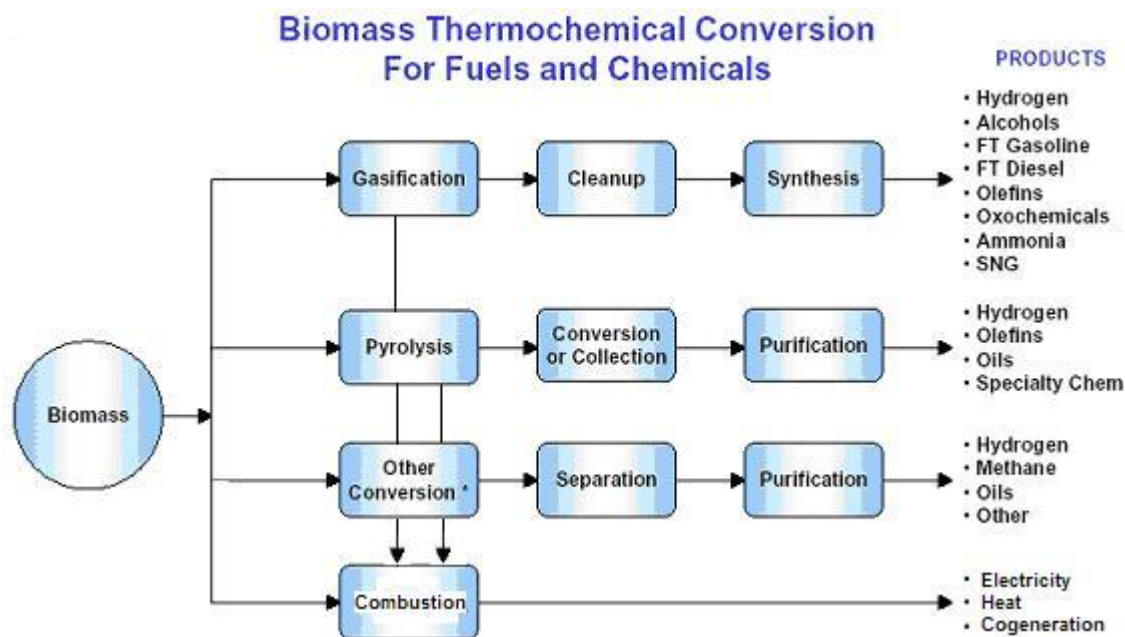 Biomass Thermochemical Conversion
For Fuels and Chemicals
PRODUCTS
Gasification
Cleanup
Synthesis
• Hydrogen
• Alcohols
• FT Gasoline
• FT Diesel
• Olefins
• Oxochemicals
• Ammonia
• SNG
Biomass
Pyrolysis
Conversion
or Collection
Purification
• Hydrogen
• Olefins
• Oils
• Specialty Chem
Other
Conversion *
Separation
Purification
• Hydrogen
• Methane
• Oils
• Other
Combustion
• Electricity
• Heat
• Cogeneration